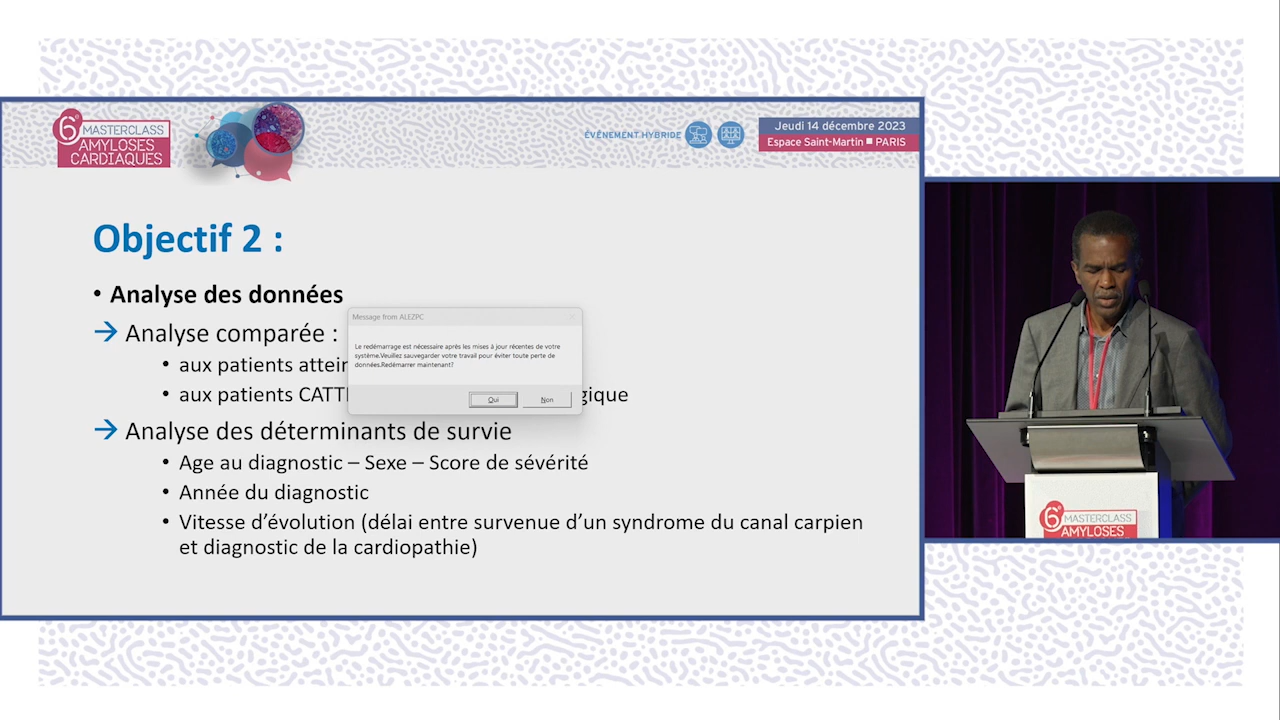 6e MASTERCLASS
AMYLOSES
CARDIAQUES
ÉVÉNEMENT HYBRIDE
Jeudi 14 décembre 2023
Espace Saint-Martin ■ PARIS
Objectif 2 :
• Analyse des données
→ Analyse comparée :
• aux patients attei
• aux patients CATT gique
Message from ALEZPC
Le redémarrage est nécessaire après les mises à jour récentes de votre
système.Veuillez sauvegarder votre travail pour éviter toute perte de
données.Redémarrer maintenant?
Oui Non
→ Analyse des déterminants de survie
• Age au diagnostic – Sexe – Score de sévérité
• Année du diagnostic
• Vitesse d’évolution (délai entre survenue d’un syndrome du canal carpien
et diagnostic de la cardiopathie)
6e MASTERCLASS
AMYLOSES